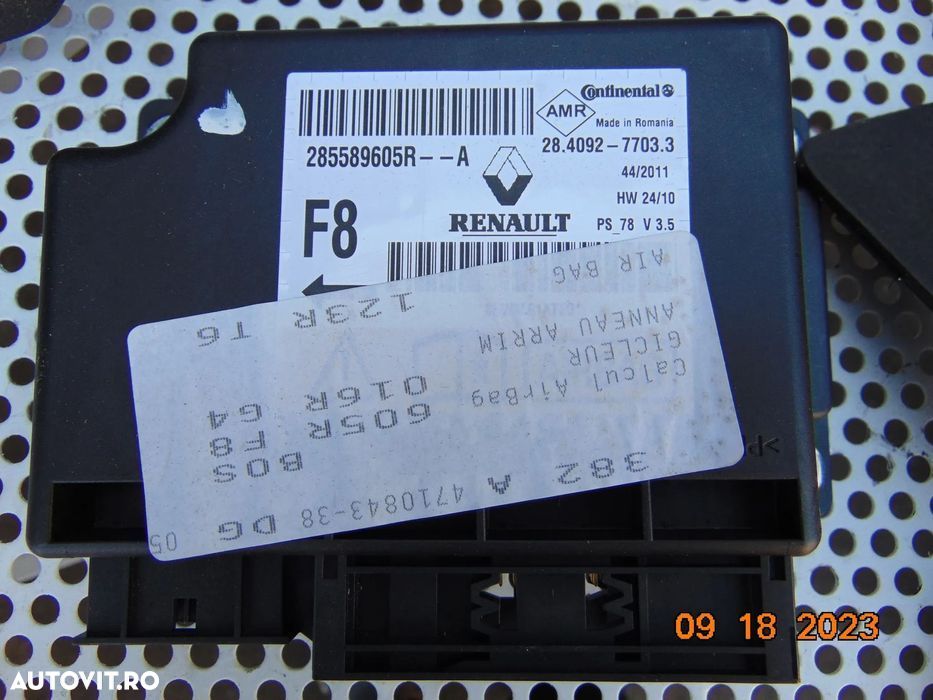 Continental
AMR
Made in Romania
285589605R--A
28.4092-7703.3
44/2011
HW 24/10
F8
RENAULT
PS_78 V 3.5
382 A 4710843-38 DG 05
BOS
605R F8
Calcul AirBag
016R G4
GICLEUR
ANNEAU ARRIM
123R T6
AIR BAG
09 18 2023
AUTOVIT.RO